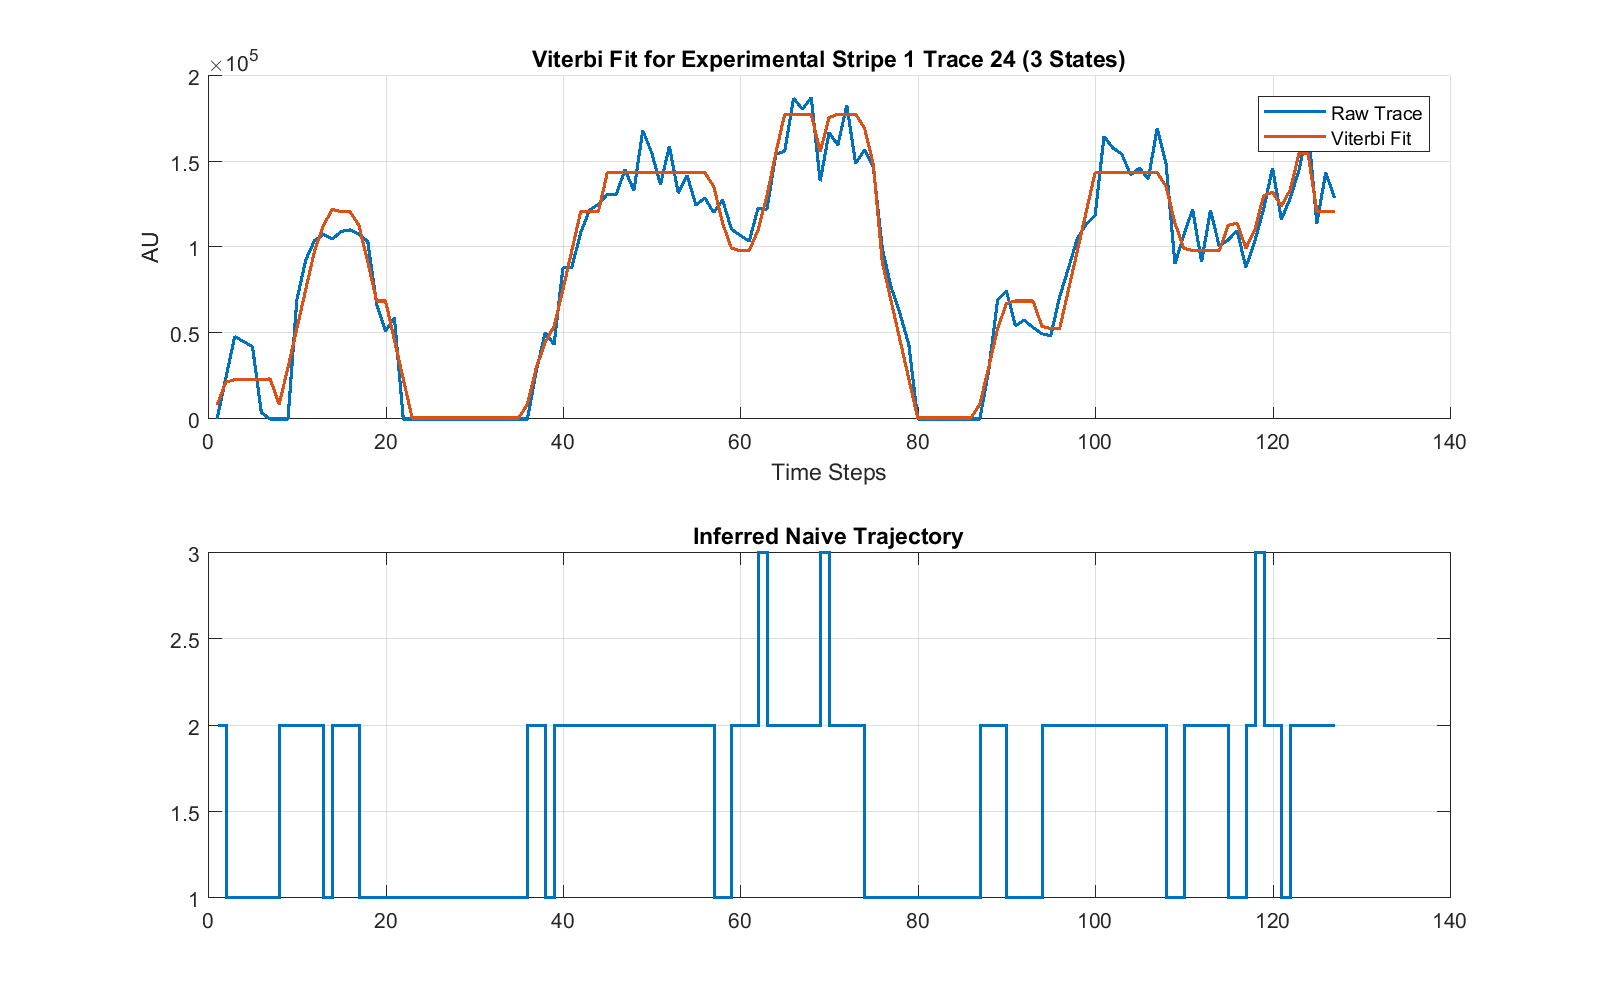 Viterbi Fit for Experimental Stripe 1 Trace 24 (3 States)
×10⁵
2
1.5
1
0.5
0
AU
Raw Trace
Viterbi Fit
0 20 40 60 80 100 120 140
Time Steps
Inferred Naive Trajectory
3
2.5
2
1.5
1
0 20 40 60 80 100 120 140